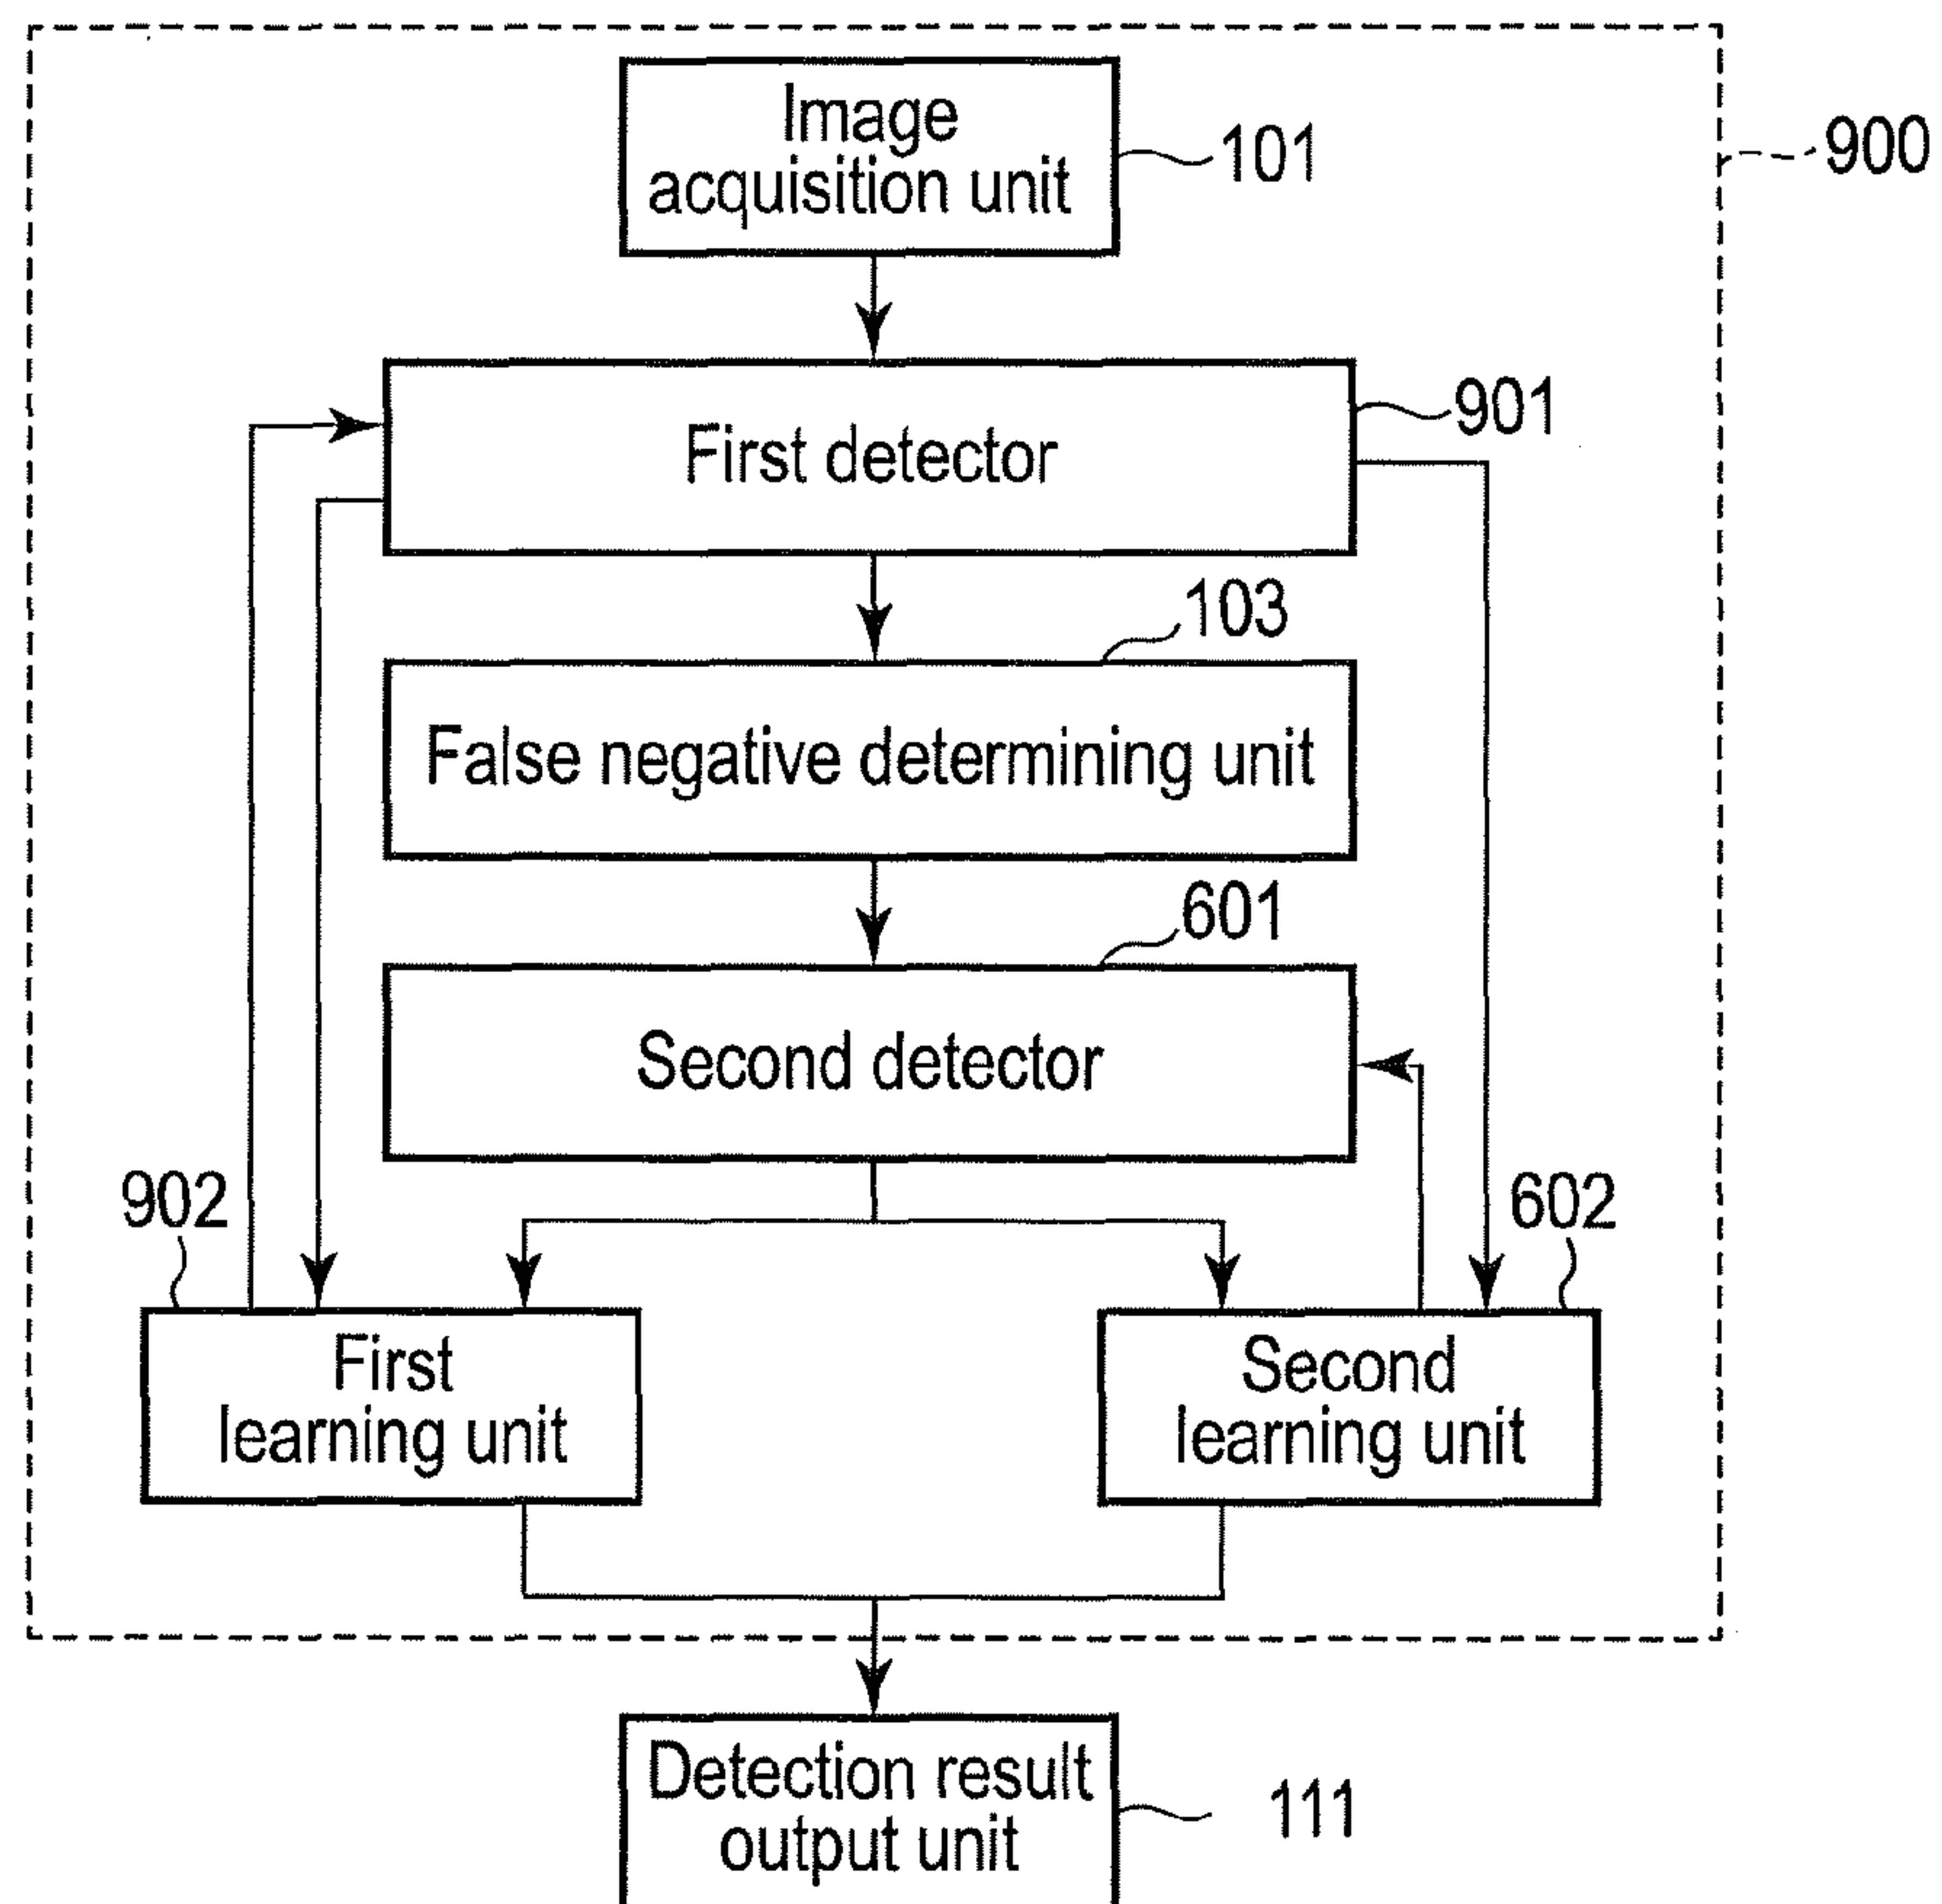 Image
acquisition unit
101
900
First detector
901
103
False negative determining unit
601
Second detector
902
602
First
learning unit
Second
learning unit
Detection result
output unit
111